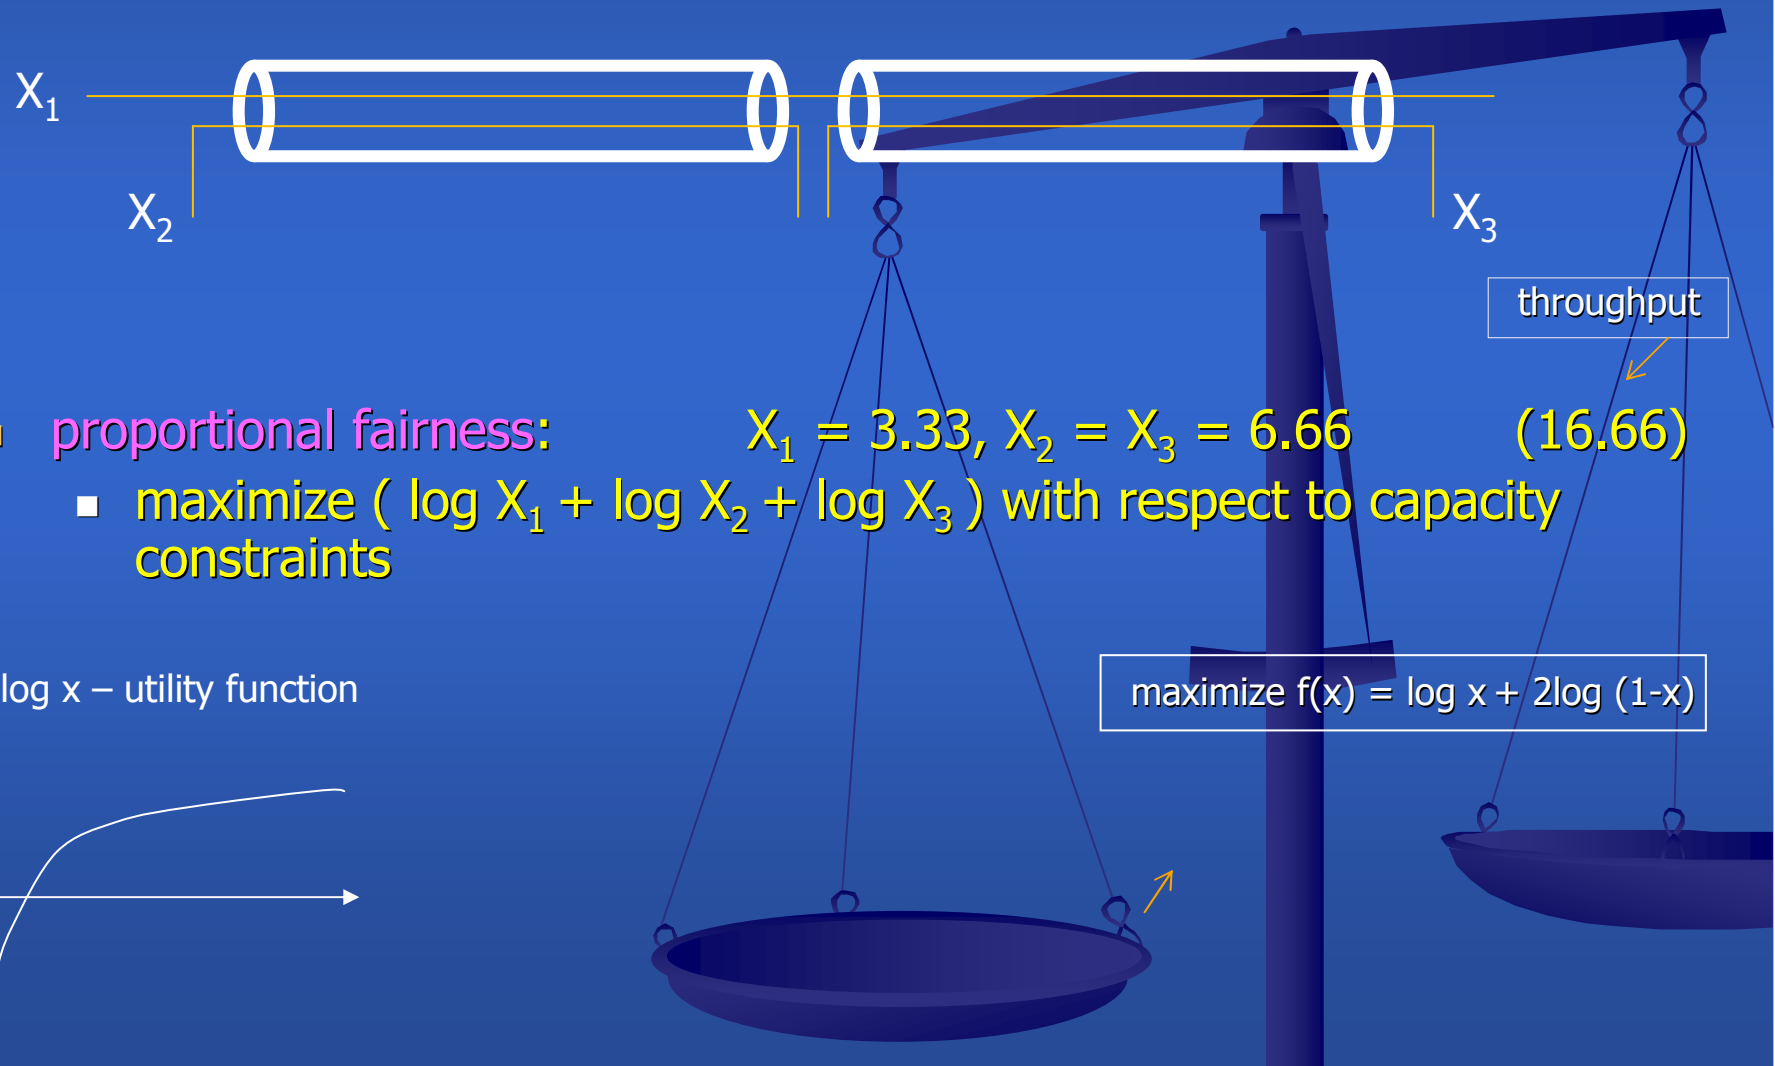 X₁
X₂
X₃
throughput
proportional fairness: X₁ = 3.33, X₂ = X₃ = 6.66 (16.66)
maximize ( log X₁ + log X₂ + log X₃ ) with respect to capacity
constraints
log x – utility function
maximize f(x) = log x + 2log (1-x)